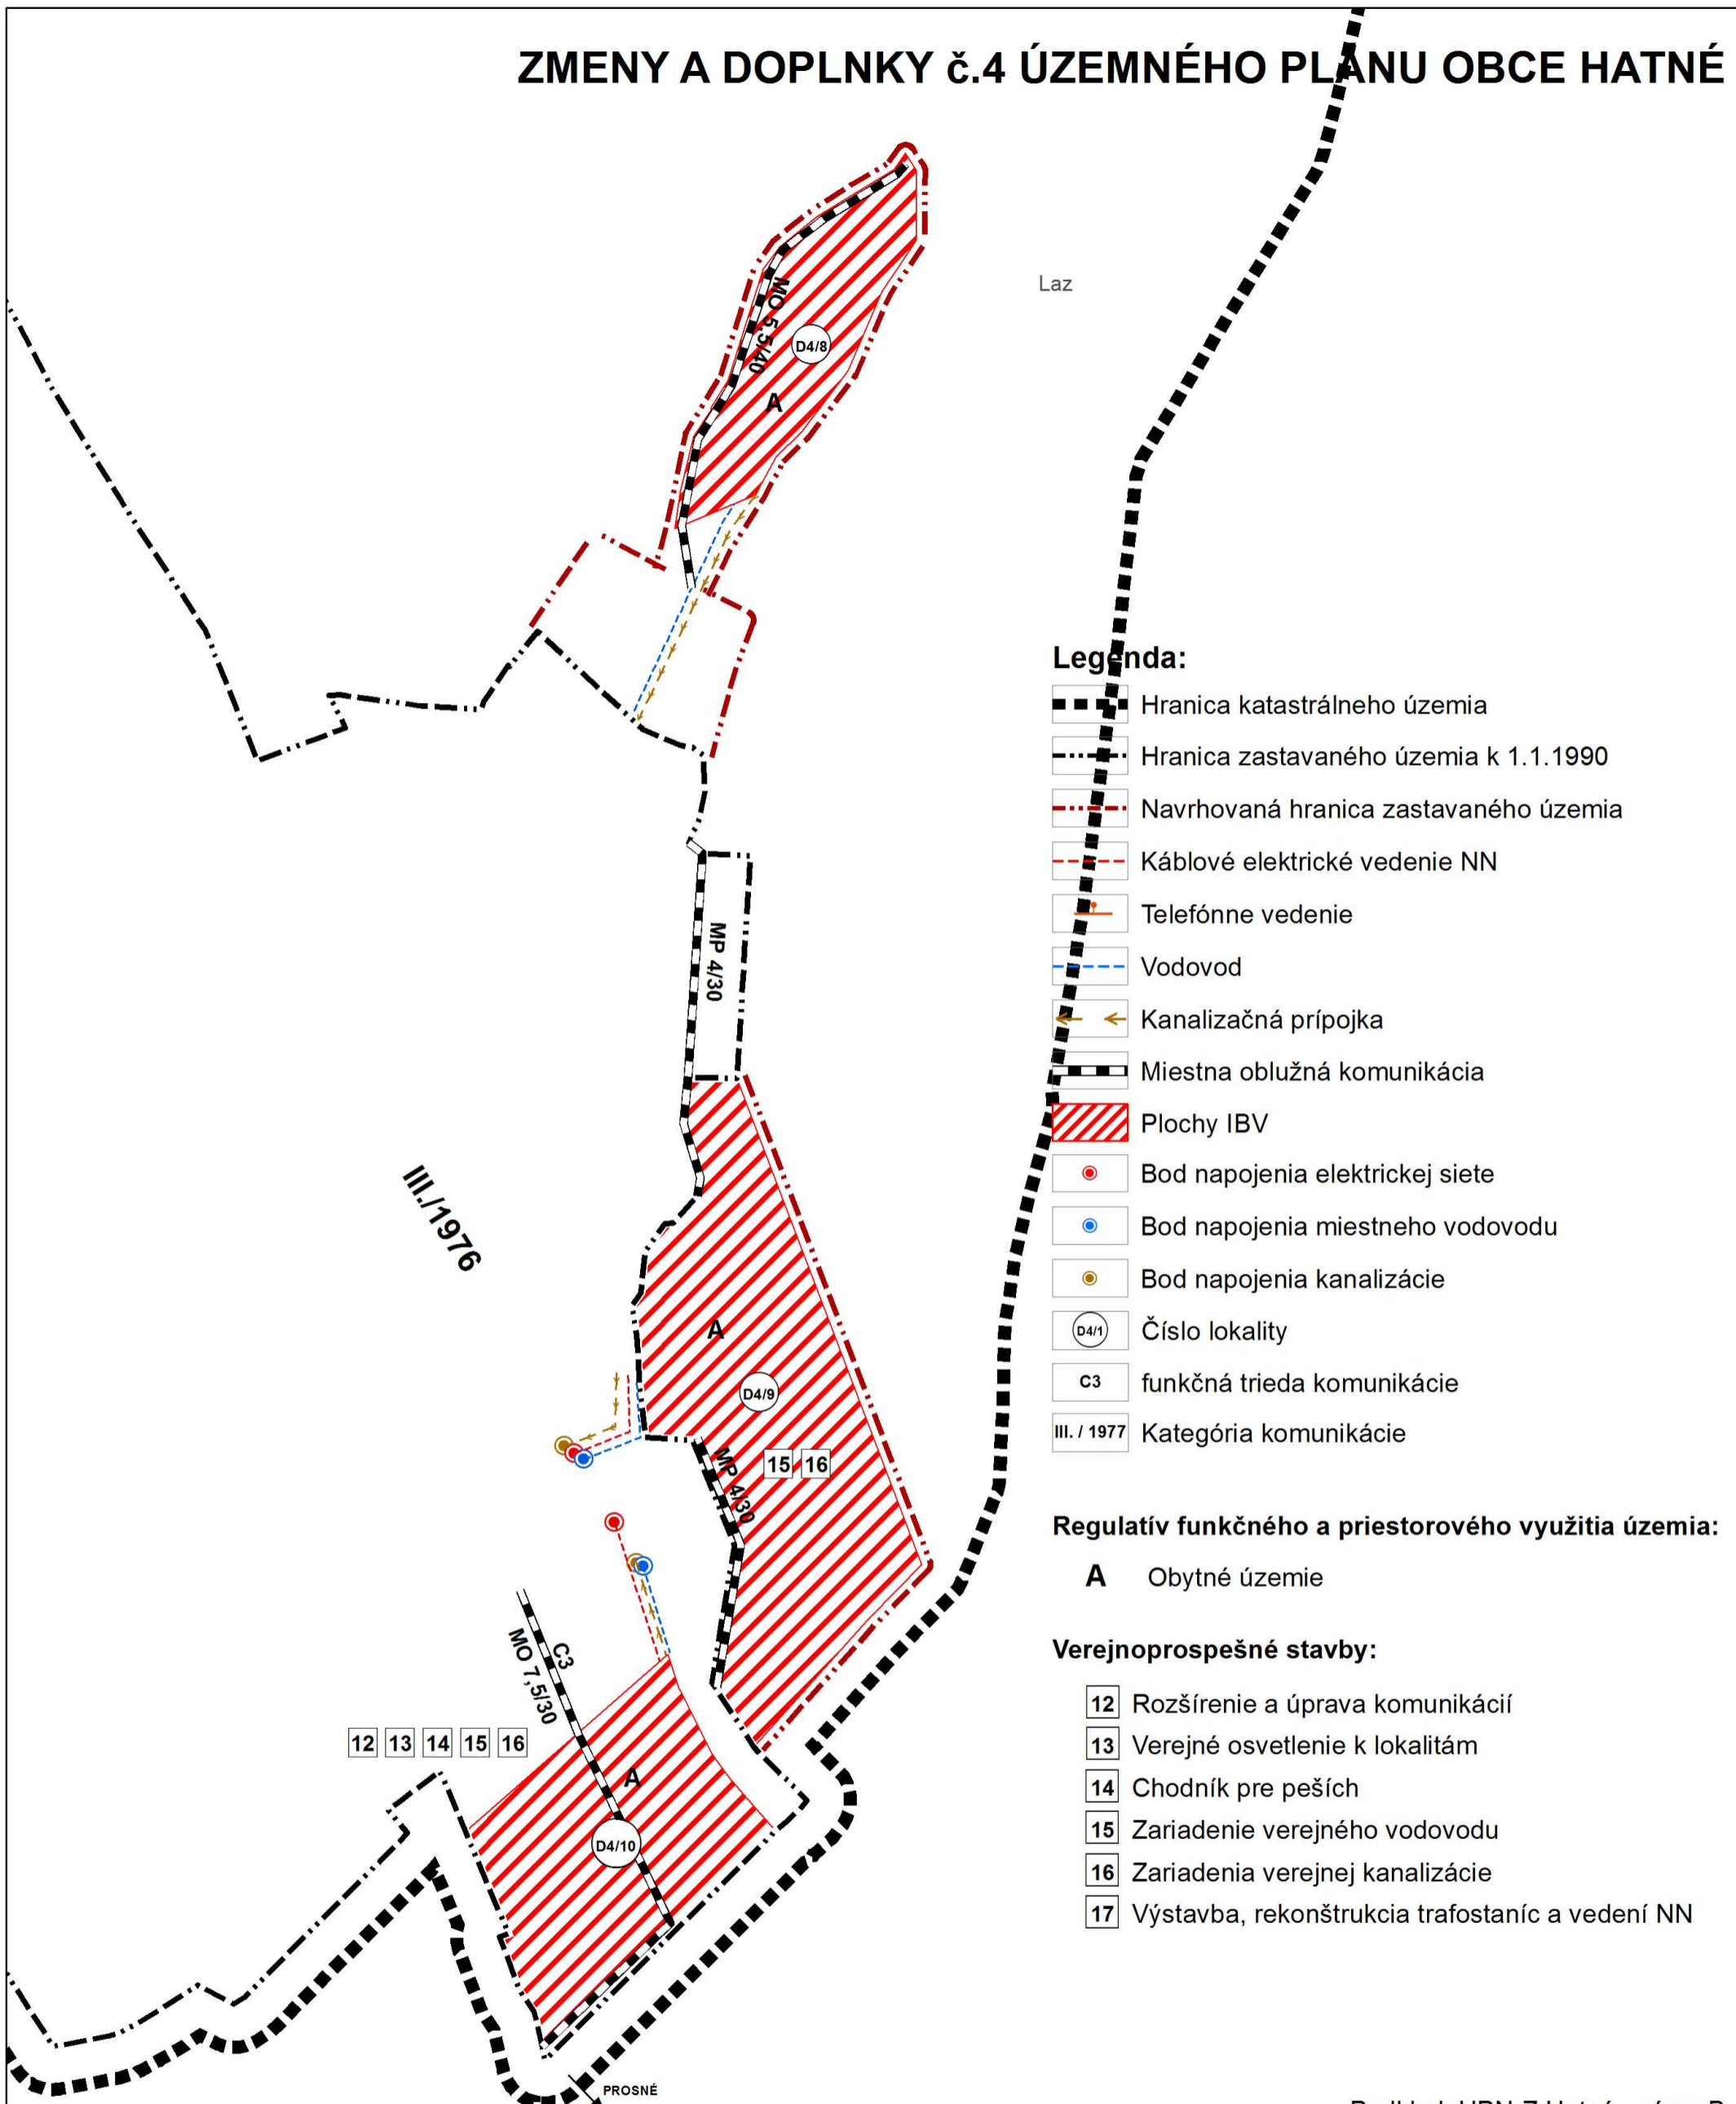 ZMENY A DOPLNKY č.4 ÚZEMNÉHO PLÁNU OBCE HATNÉ
Laz
MO 5,5/40
D4/8
A
MP 4/30
III./1976
A
D4/9
15 16
MP 4/30
C3
MO 7,5/30
12 13 14 15 16
A
D4/10
PROSNÉ
Legenda:
Hranica katastrálneho územia
Hranica zastavaného územia k 1.1.1990
Navrhovaná hranica zastavaného územia
Káblové elektrické vedenie NN
Telefónne vedenie
Vodovod
Kanalizačná prípojka
Miestna oblužná komunikácia
Plochy IBV
Bod napojenia elektrickej siete
Bod napojenia miestneho vodovodu
Bod napojenia kanalizácie
D4/1 Číslo lokality
C3 funkčná trieda komunikácie
III. / 1977 Kategória komunikácie
Regulatív funkčného a priestorového využitia územia:
A Obytné územie
Verejnoprospešné stavby:
12 Rozšírenie a úprava komunikácií
13 Verejné osvetlenie k lokalitám
14 Chodník pre peších
15 Zariadenie verejného vodovodu
16 Zariadenia verejnej kanalizácie
17 Výstavba, rekonštrukcia trafostaníc a vedení NN